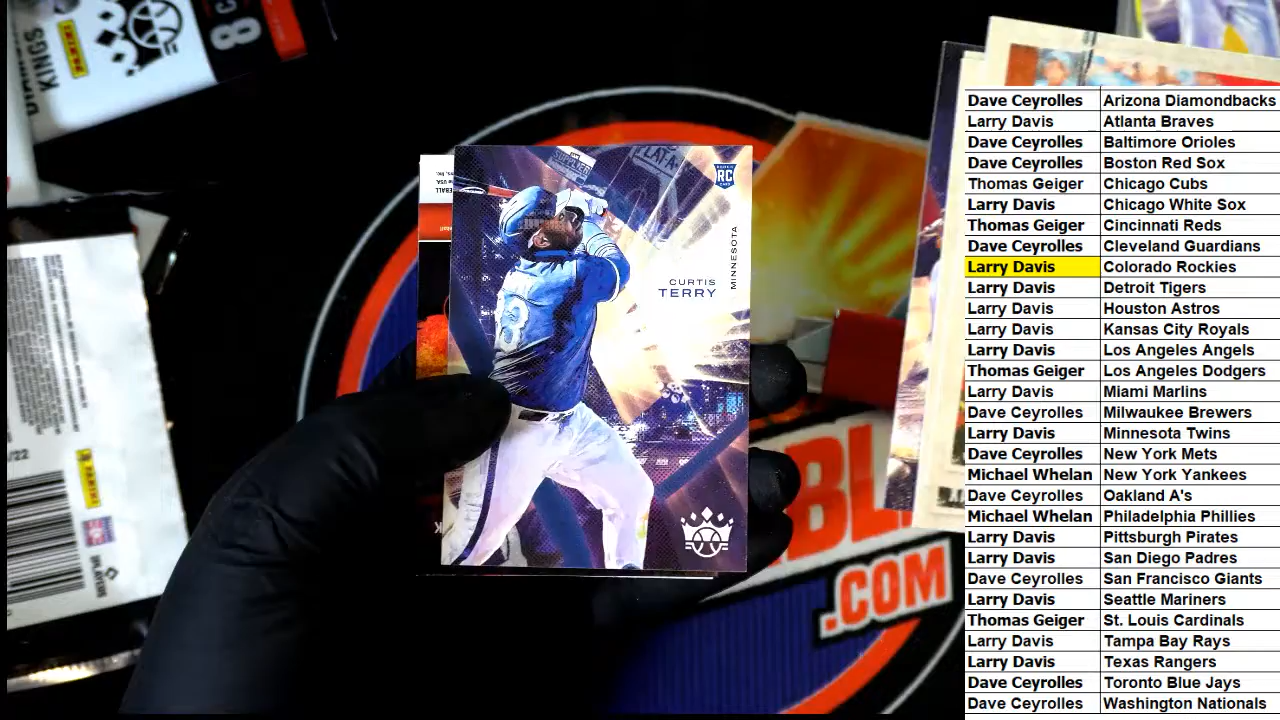 KINGS
PANINI
8
PLAT-A
RC
CURTIS
TERRY
MINNESOTA
BL
.COM
/22
PANINI
Dave Ceyrolles Arizona Diamondbacks
Larry Davis Atlanta Braves
Dave Ceyrolles Baltimore Orioles
Dave Ceyrolles Boston Red Sox
Thomas Geiger Chicago Cubs
Larry Davis Chicago White Sox
Thomas Geiger Cincinnati Reds
Dave Ceyrolles Cleveland Guardians
Larry Davis Colorado Rockies
Larry Davis Detroit Tigers
Larry Davis Houston Astros
Larry Davis Kansas City Royals
Larry Davis Los Angeles Angels
Thomas Geiger Los Angeles Dodgers
Larry Davis Miami Marlins
Dave Ceyrolles Milwaukee Brewers
Larry Davis Minnesota Twins
Dave Ceyrolles New York Mets
Michael Whelan New York Yankees
Dave Ceyrolles Oakland A's
Michael Whelan Philadelphia Phillies
Larry Davis Pittsburgh Pirates
Larry Davis San Diego Padres
Dave Ceyrolles San Francisco Giants
Larry Davis Seattle Mariners
Thomas Geiger St. Louis Cardinals
Larry Davis Tampa Bay Rays
Larry Davis Texas Rangers
Dave Ceyrolles Toronto Blue Jays
Dave Ceyrolles Washington Nationals